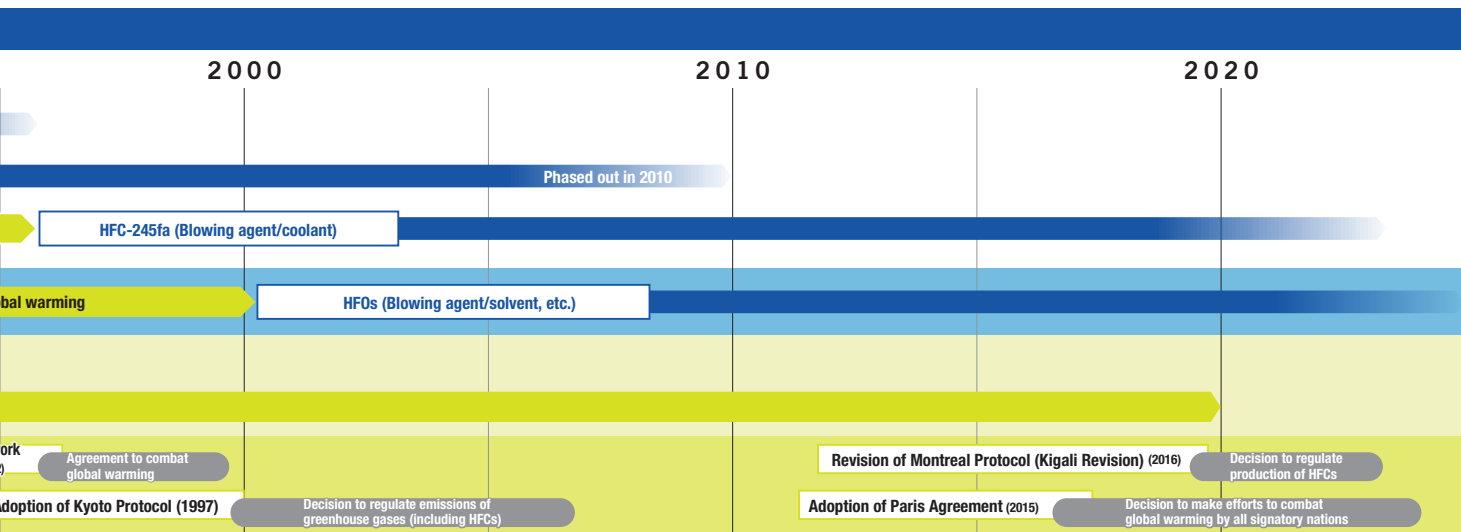 2000
2010
2020
Phased out in 2010
HFC-245fa (Blowing agent/coolant)
bal warming
HFOs (Blowing agent/solvent, etc.)
ork
2)
Agreement to combat
global warming
Revision of Montreal Protocol (Kigali Revision) (2016)
Decision to regulate
production of HFCs
Adoption of Kyoto Protocol (1997)
Decision to regulate emissions of
greenhouse gases (including HFCs)
Adoption of Paris Agreement (2015)
Decision to make efforts to combat
global warming by all signatory nations